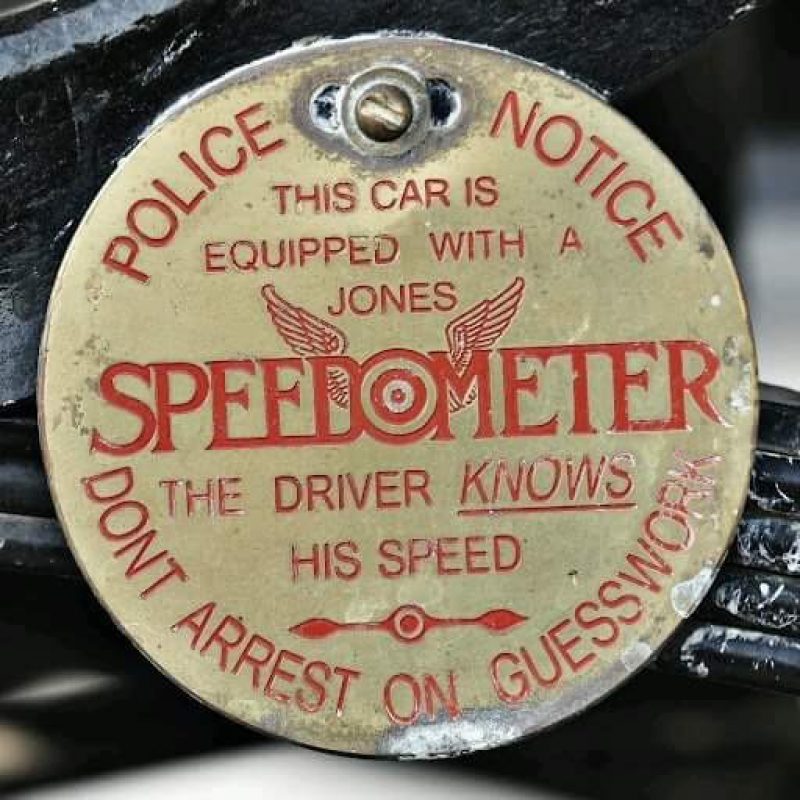 POLICE NOTICE
THIS CAR IS
EQUIPPED WITH A
JONES
SPEEDOMETER
THE DRIVER KNOWS
HIS SPEED
DONT ARREST ON GUESSWORK